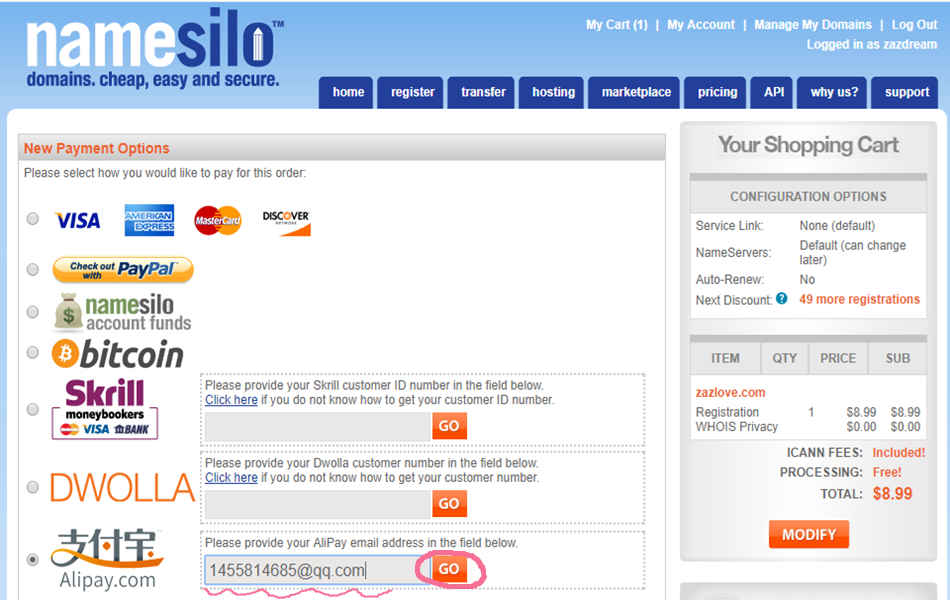 namesilo™
domains. cheap, easy and secure.
My Cart (1) | My Account | Manage My Domains | Log Out
Logged in as zazdream
home register transfer hosting marketplace pricing API why us? support
New Payment Options
Please select how you would like to pay for this order:
VISA AMERICAN EXPRESS MasterCard DISCOVER NETWORK
Check out with PayPal
namesilo
account funds
bitcoin
Skrill
moneybookers
VISA BANK
Please provide your Skrill customer ID number in the field below.
Click here if you do not know how to get your customer ID number.
GO
DWOLLA
Please provide your Dwolla customer number in the field below.
Click here if you do not know how to get your customer number.
GO
支付宝
Alipay.com
Please provide your AliPay email address in the field below.
1455814685@qq.com GO
Your Shopping Cart
CONFIGURATION OPTIONS
Service Link: None (default)
NameServers: Default (can change
later)
Auto-Renew: No
Next Discount: ? 49 more registrations
ITEM QTY PRICE SUB
zazlove.com
Registration 1 $8.99 $8.99
WHOIS Privacy $0.00 $0.00
ICANN FEES: Included!
PROCESSING: Free!
TOTAL: $8.99
MODIFY